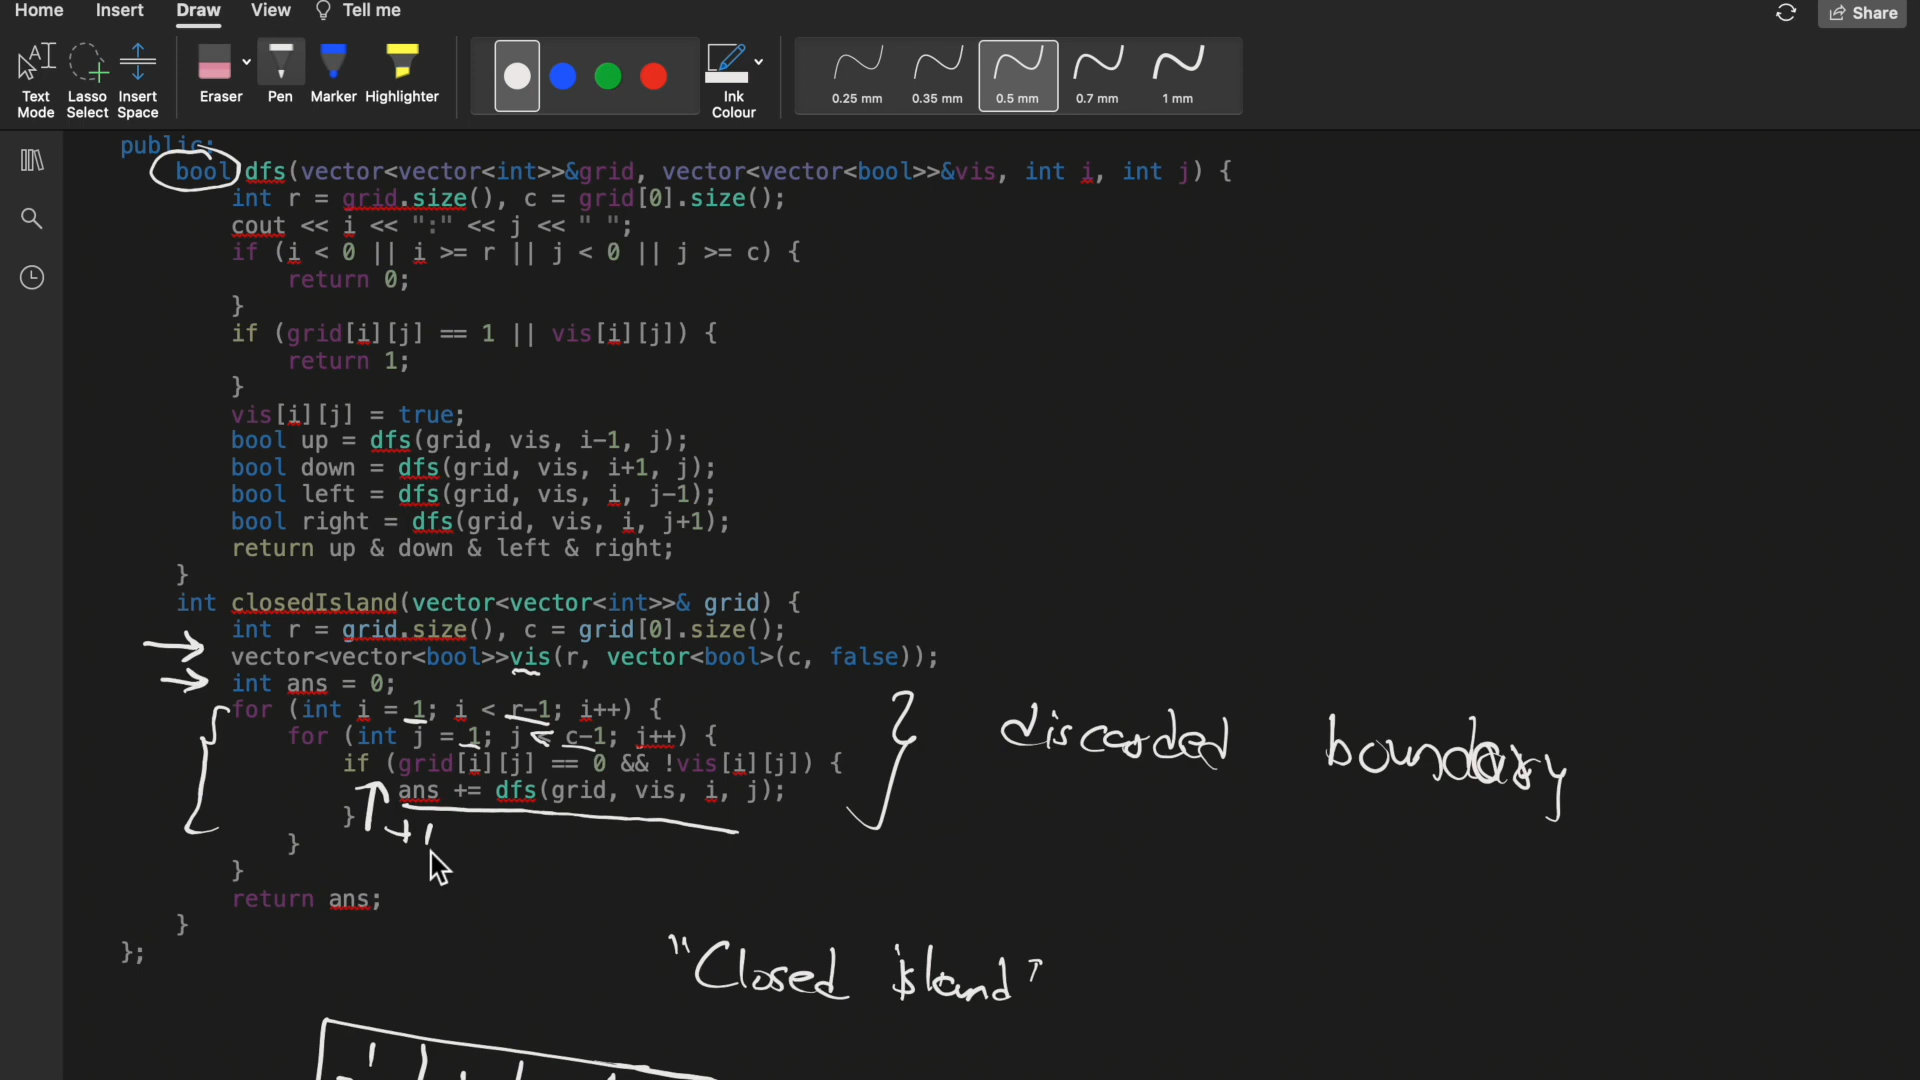 Home Insert Draw View Tell me Share
Text Mode Lasso Select Insert Space Eraser Pen Marker Highlighter Ink Colour 0.25 mm 0.35 mm 0.5 mm 0.7 mm 1 mm
public:
bool dfs(vector<vector<int>>&grid, vector<vector<bool>>&vis, int i, int j) {
int r = grid.size(), c = grid[0].size();
cout << i << ":" << j << " ";
if (i < 0 || i >= r || j < 0 || j >= c) {
return 0;
}
if (grid[i][j] == 1 || vis[i][j]) {
return 1;
}
vis[i][j] = true;
bool up = dfs(grid, vis, i-1, j);
bool down = dfs(grid, vis, i+1, j);
bool left = dfs(grid, vis, i, j-1);
bool right = dfs(grid, vis, i, j+1);
return up & down & left & right;
}
int closedIsland(vector<vector<int>>& grid) {
int r = grid.size(), c = grid[0].size();
vector<vector<bool>>vis(r, vector<bool>(c, false));
int ans = 0;
for (int i = 1; i < r-1; i++) {
for (int j = 1; j < c-1; j++) {
discarded boundary
if (grid[i][j] == 0 && !vis[i][j]) {
ans += dfs(grid, vis, i, j);
}
+1
}
}
return ans;
}
};
"Closed island"